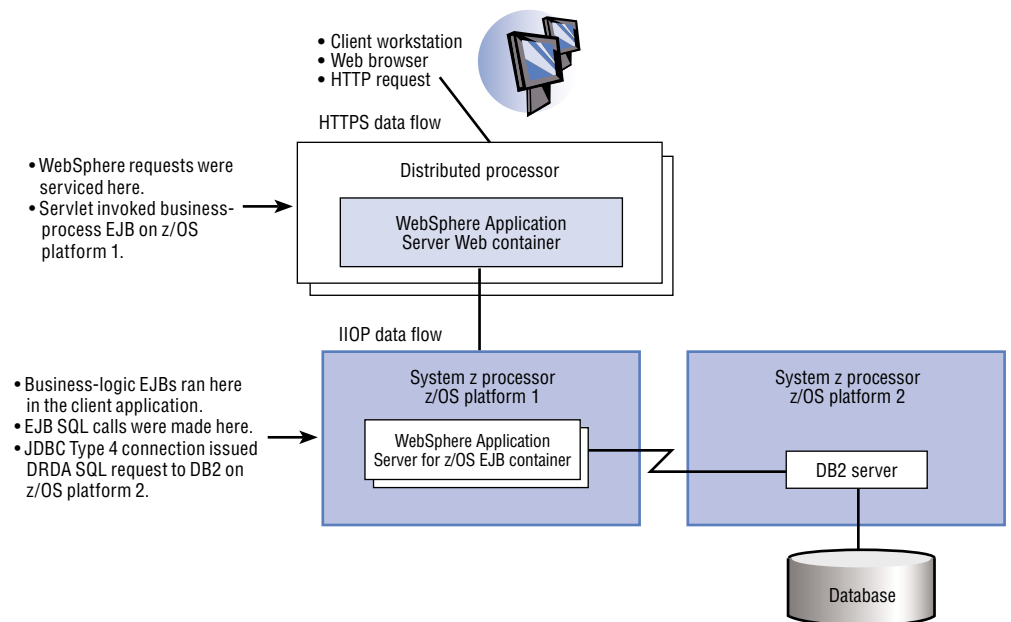 • Client workstation
• Web browser
• HTTP request
HTTPS data flow
Distributed processor
• WebSphere requests were
serviced here.
• Servlet invoked business-
process EJB on z/OS
platform 1.
WebSphere Application
Server Web container
IIOP data flow
• Business-logic EJBs ran here
in the client application.
• EJB SQL calls were made here.
• JDBC Type 4 connection issued
DRDA SQL request to DB2 on
z/OS platform 2.
System z processor
z/OS platform 1
WebSphere Application
Server for z/OS EJB container
System z processor
z/OS platform 2
DB2 server
Database